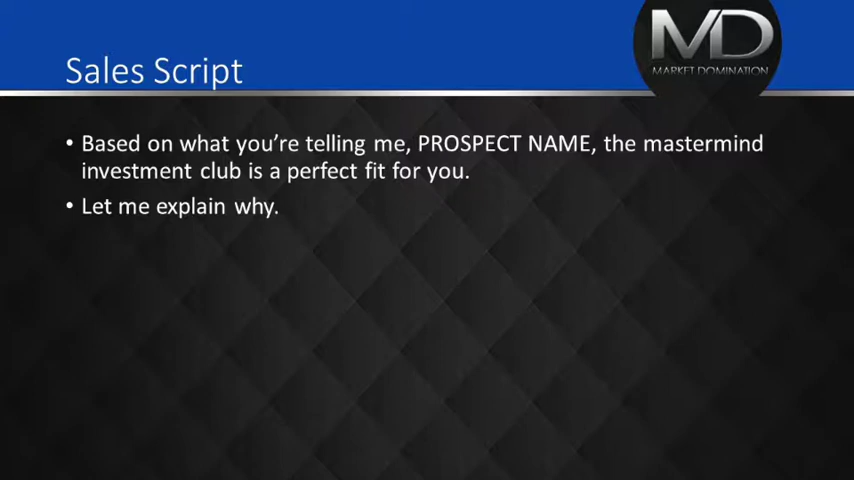 Sales Script
MD
MARKET DOMINATION
• Based on what you're telling me, PROSPECT NAME, the mastermind
investment club is a perfect fit for you.
• Let me explain why.